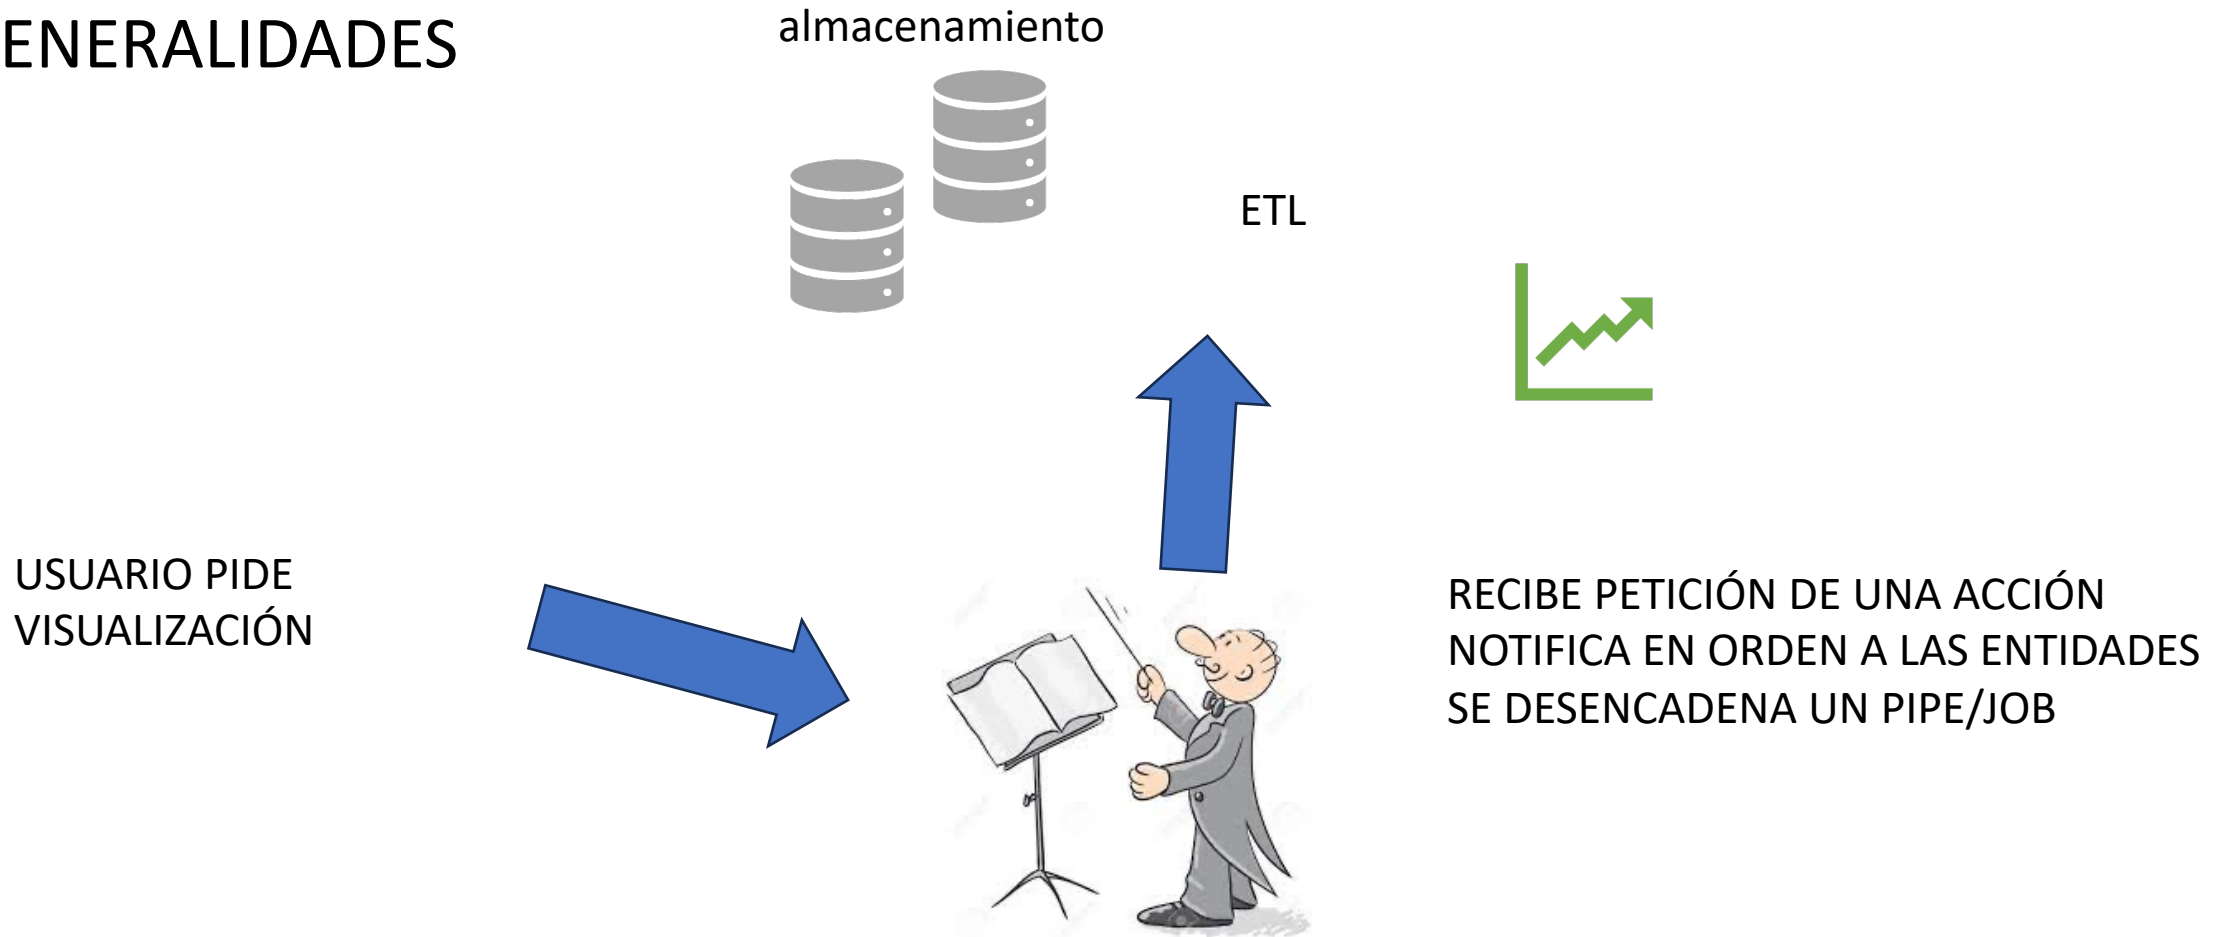 ENERALIDADES
almacenamiento
ETL
USUARIO PIDE
VISUALIZACIÓN
RECIBE PETICIÓN DE UNA ACCIÓN
NOTIFICA EN ORDEN A LAS ENTIDADES
SE DESENCADENA UN PIPE/JOB